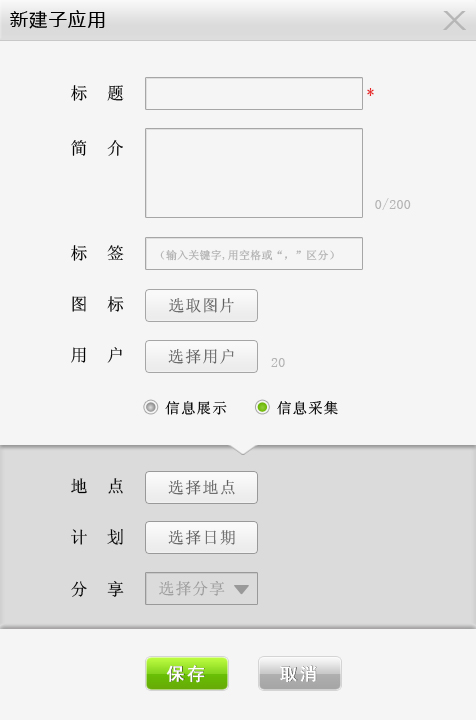 新建子应用
标 题 *
简 介
0/200
标 签 （输入关键字,用空格或“，”区分）
图 标 选取图片
用 户 选择用户 20
信息展示 信息采集
地 点 选择地点
计 划 选择日期
分 享 选择分享
保存 取消